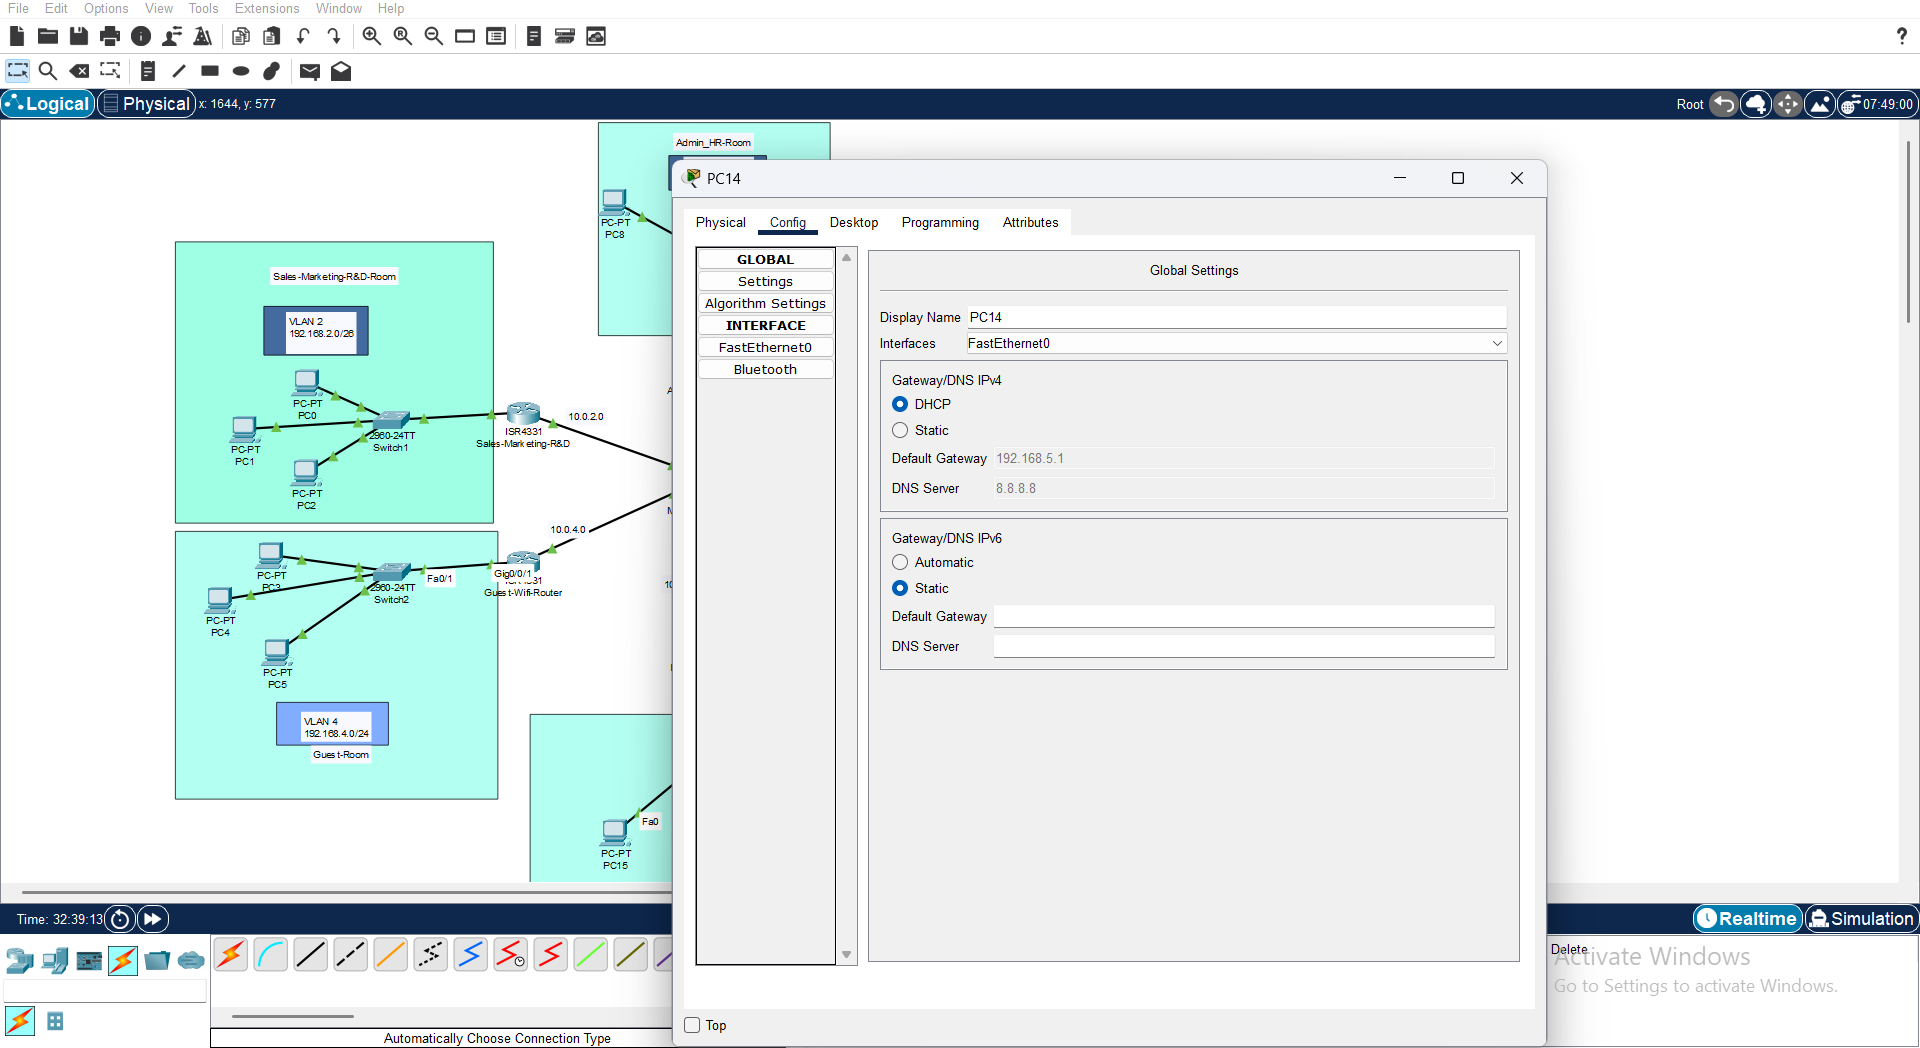 File Edit Options View Tools Extensions Window Help
Logical
Physical
x: 1644, y: 577
Root
07:49:00
Admin_HR-Room
PC-PT
PC8
Sales-Marketing-R&D-Room
VLAN 2
192.168.2.0/26
PC-PT
PC0
PC-PT
PC1
PC-PT
PC2
2960-24TT
Switch1
ISR4331
Sales-Marketing-R&D
10.0.2.0
10.0.4.0
PC-PT
PC3
PC-PT
PC4
PC-PT
PC5
2960-24TT
Switch2
Fa0/1
Gig0/0/1
Guest-Wifi-Router
VLAN 4
192.168.4.0/24
Guest-Room
Fa0
PC-PT
PC15
PC14
Physical Config Desktop Programming Attributes
GLOBAL
Settings
Algorithm Settings
INTERFACE
FastEthernet0
Bluetooth
Global Settings
Display Name PC14
Interfaces FastEthernet0
Gateway/DNS IPv4
DHCP
Static
Default Gateway 192.168.5.1
DNS Server 8.8.8.8
Gateway/DNS IPv6
Automatic
Static
Default Gateway
DNS Server
Top
Time: 32:39:13
Realtime
Simulation
Automatically Choose Connection Type
Delete
Activate Windows
Go to Settings to activate Windows.